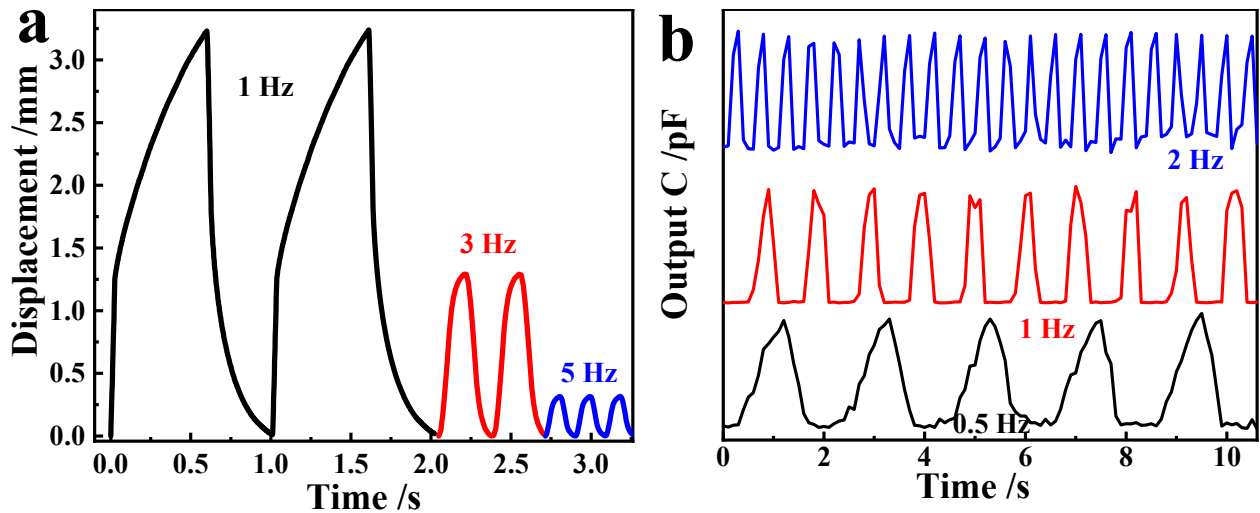 a
Displacement /mm
3.0
2.5
2.0
1.5
1.0
0.5
0.0
1 Hz
3 Hz
5 Hz
0.0 0.5 1.0 1.5 2.0 2.5 3.0
Time /s
b
Output C /pF
2 Hz
1 Hz
0.5 Hz
0 2 4 6 8 10
Time /s